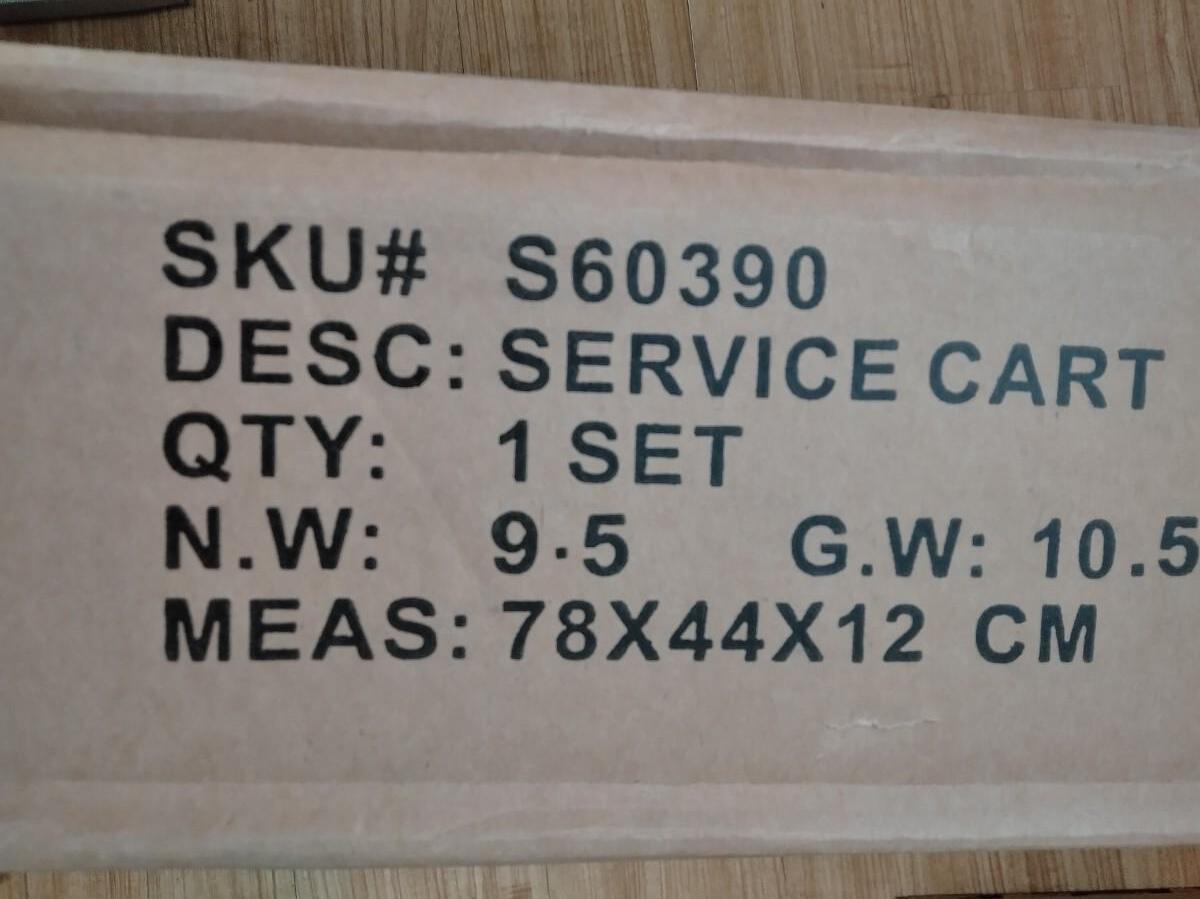 SKU# S60390
DESC: SERVICE CART
QTY: 1 SET
N.W: 9.5 G.W: 10.5
MEAS: 78X44X12 CM